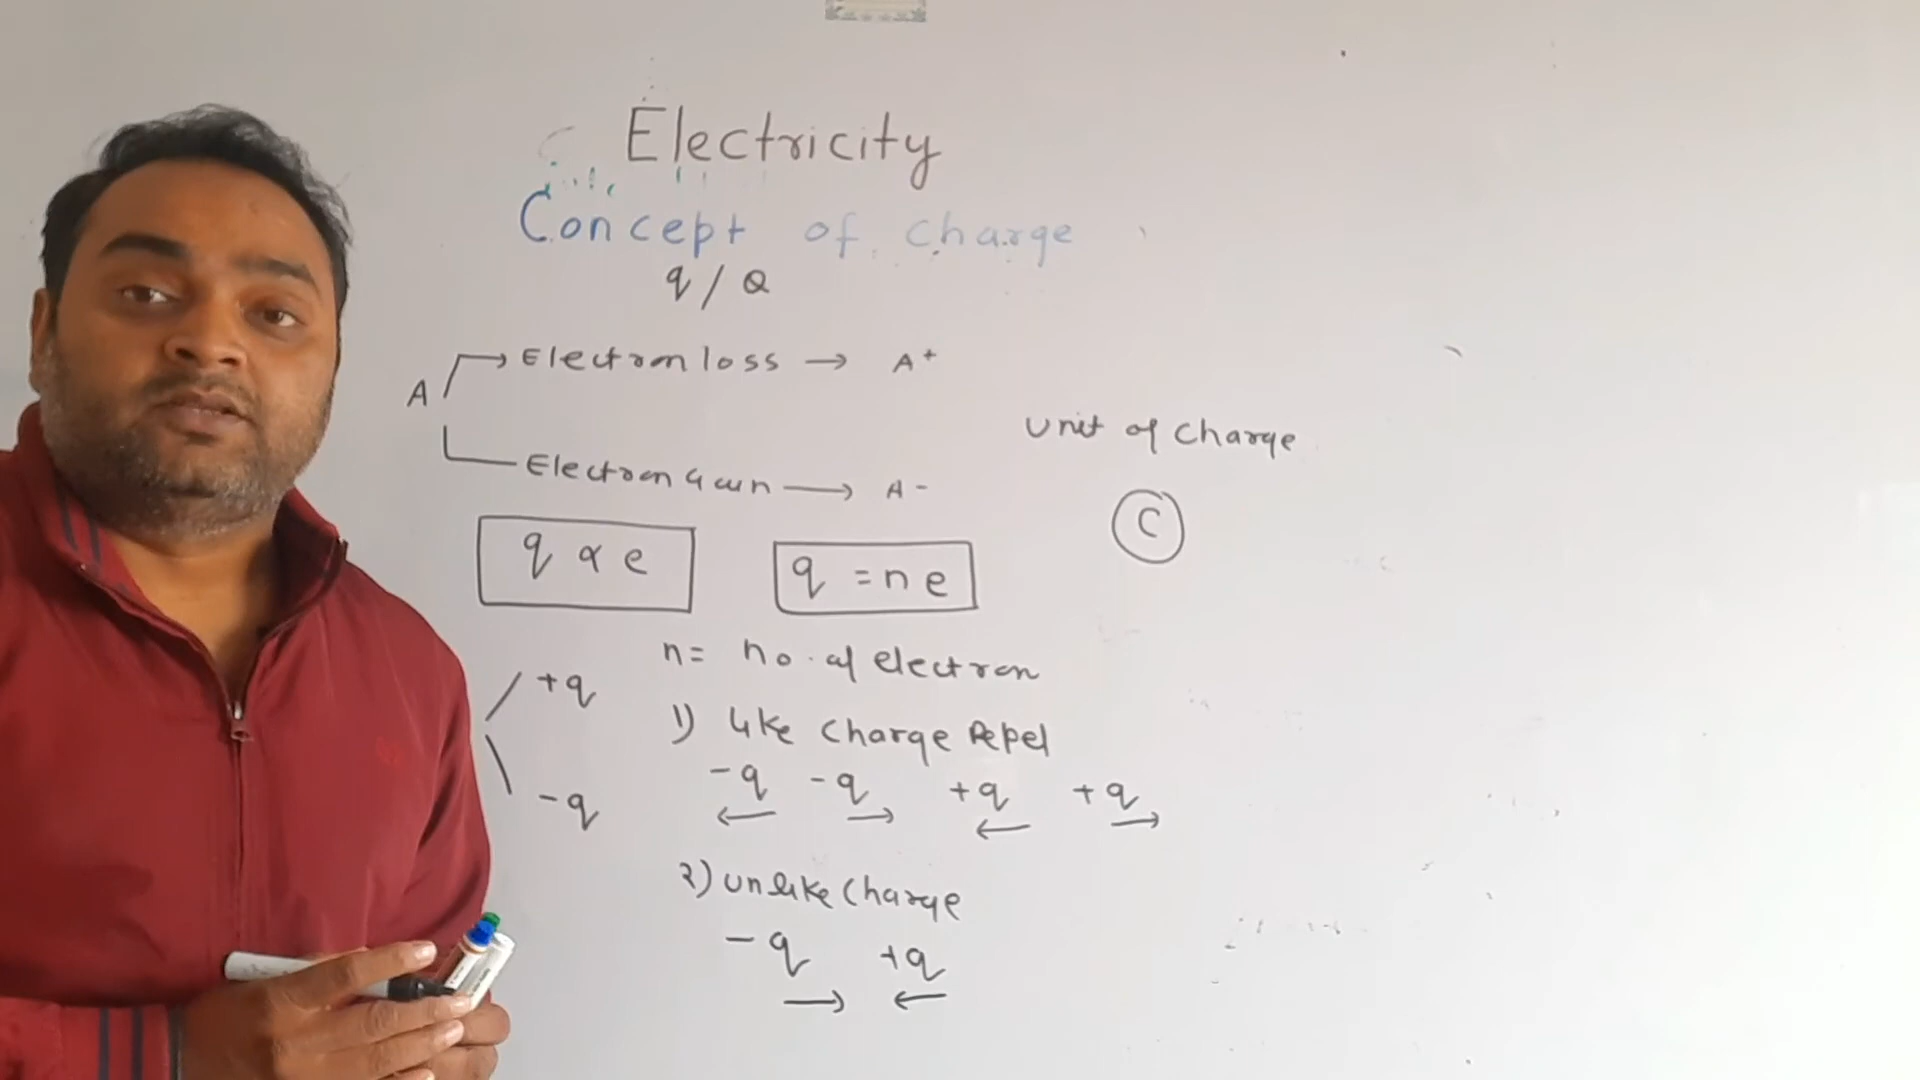 Electricity
Concept of charge
q / Q
A
Electron loss → A+
Electron Gain → A-
Unit of charge
C
q ∝ e
q = n e
n = no. of electron
+q
-q
1) Like charge Repel
-q -q +q +q
← → ← →
2) unlike charge
-q +q
→ ←